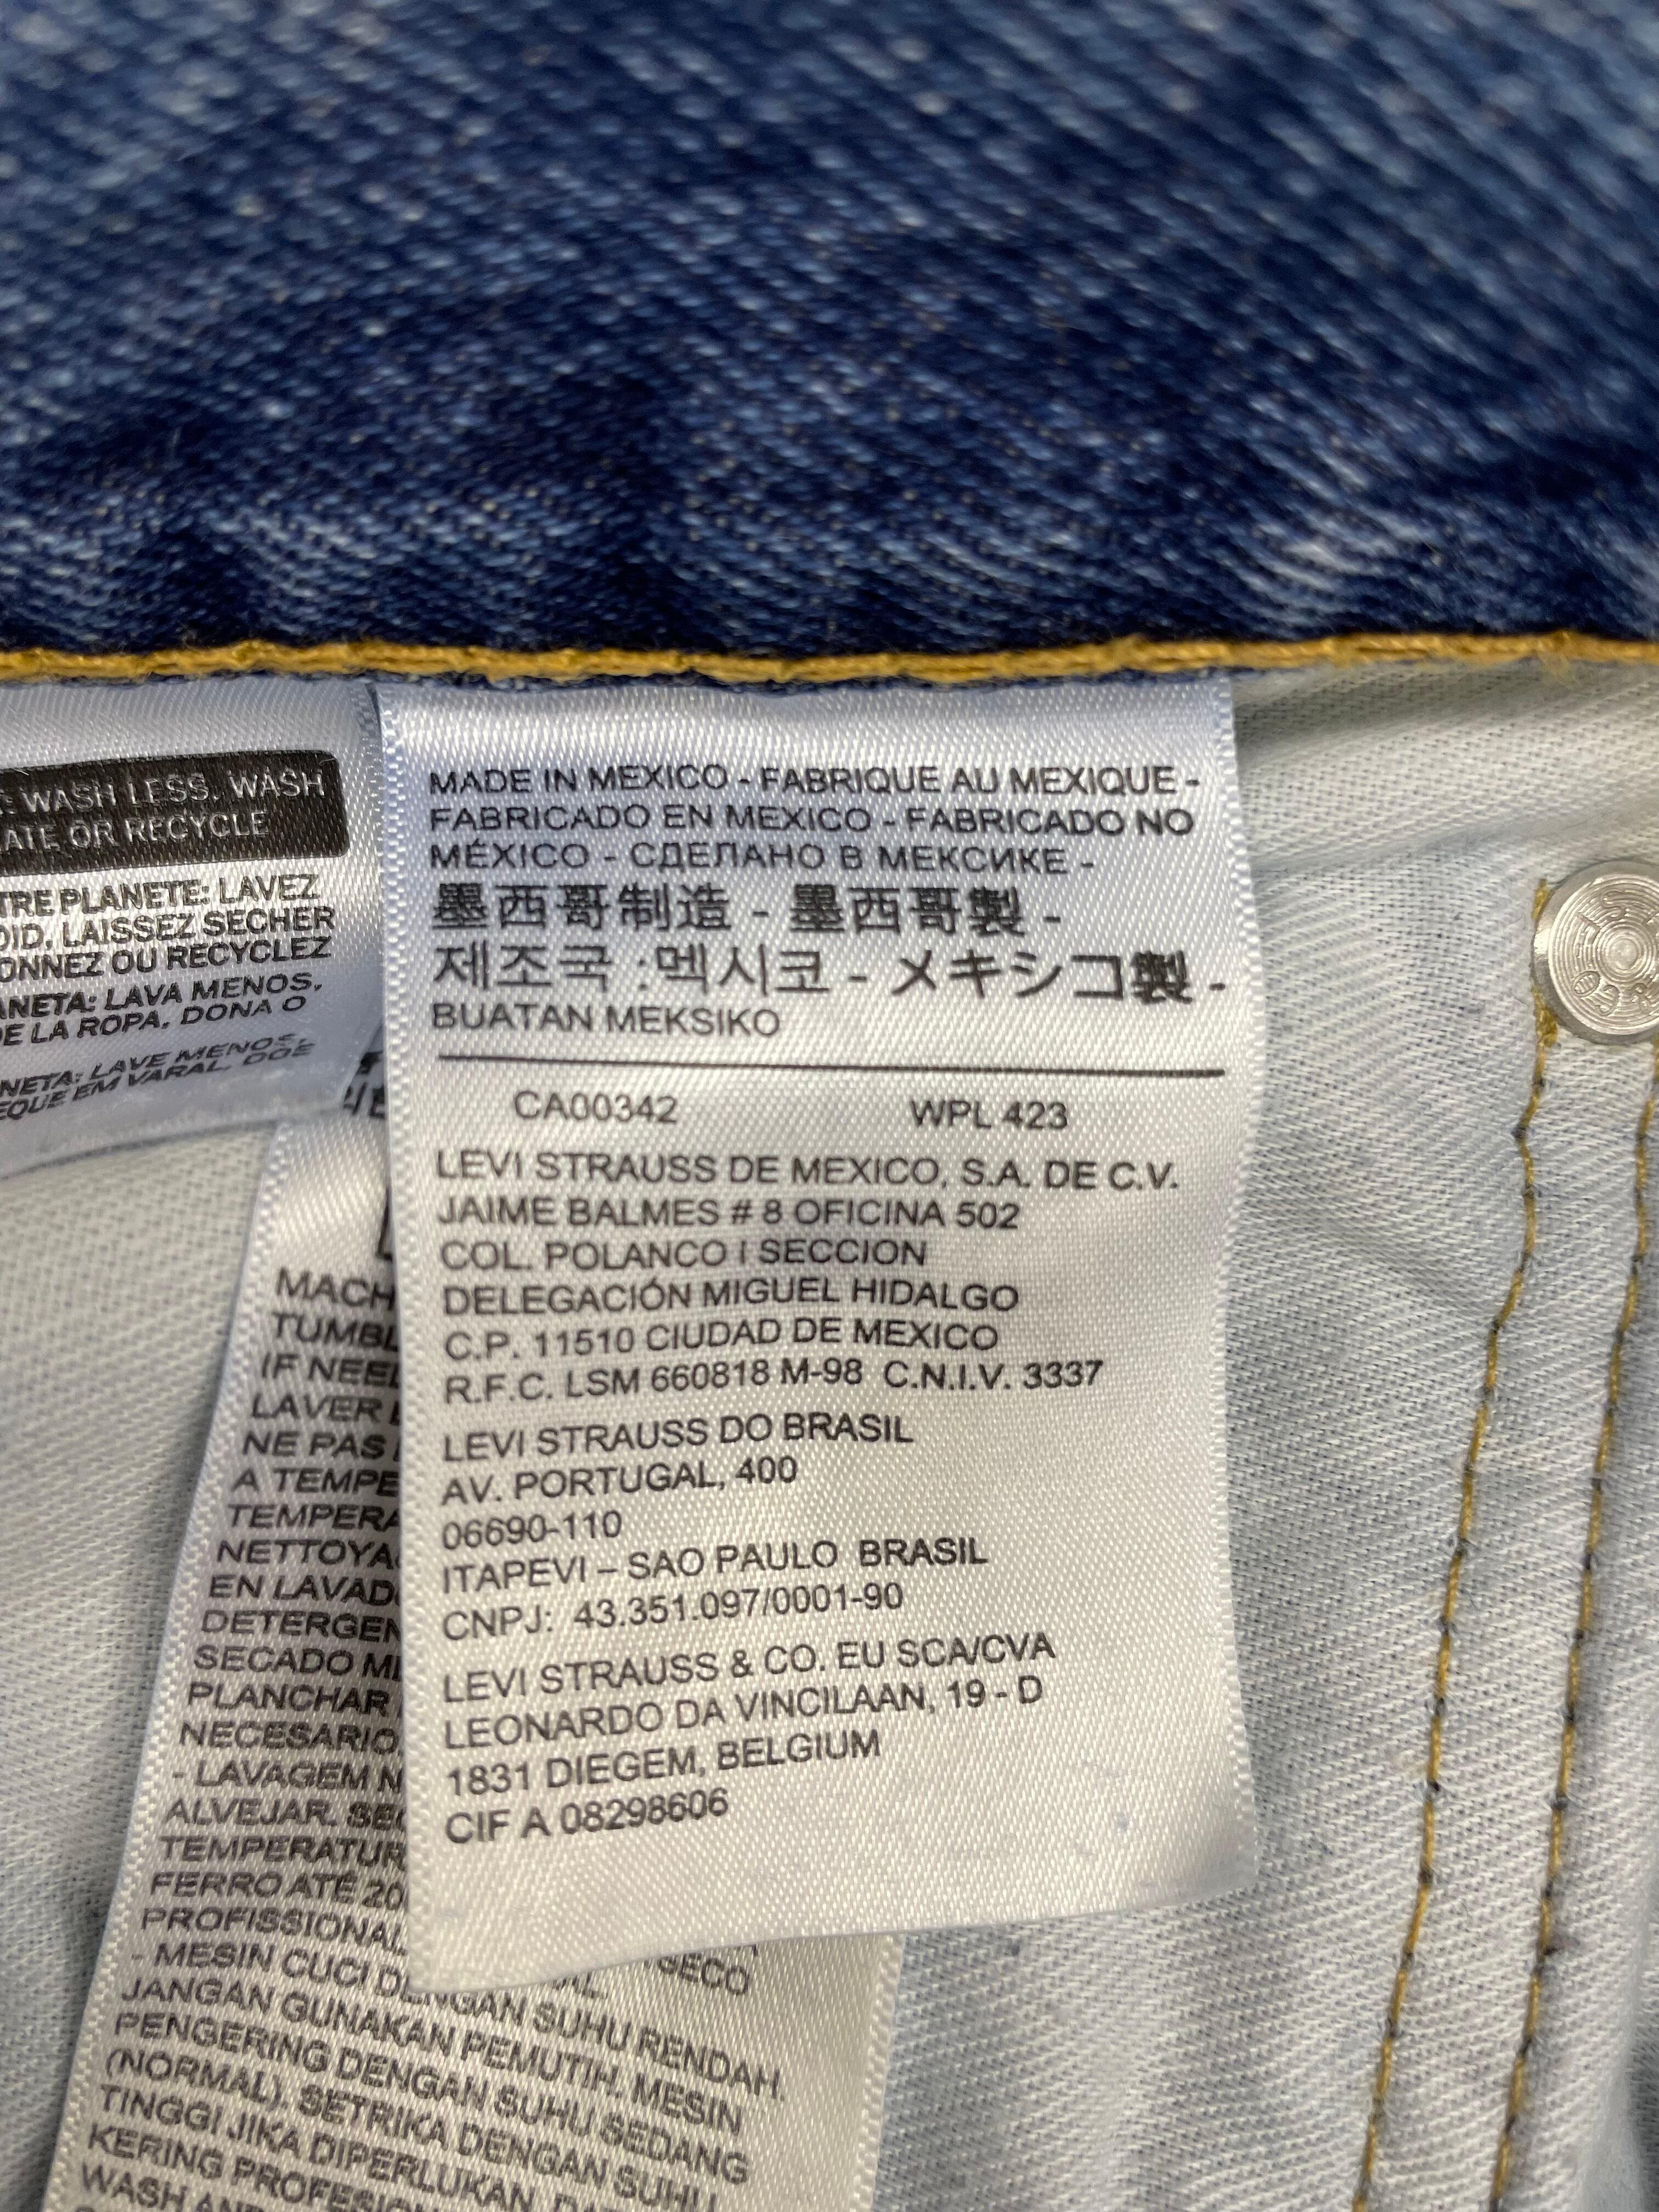 WASH LESS. WASH
OR RECYCLE
PLANETE: LAVEZ
LAISSEZ SECHER
OU RECYCLEZ
LAVA MENOS,
DE LA ROPA, DONA O
LAVE MENOS,
EM VARAL. DOE
MADE IN MEXICO - FABRIQUE AU MEXIQUE -
FABRICADO EN MEXICO - FABRICADO NO
MÉXICO - СДЕЛАНО В МЕКСИКЕ -
墨西哥制造 - 墨西哥製 -
제조국 :멕시코 - メキシコ製 -
BUATAN MEKSIKO
CA00342 WPL 423
LEVI STRAUSS DE MEXICO, S.A. DE C.V.
JAIME BALMES # 8 OFICINA 502
COL. POLANCO I SECCION
DELEGACIÓN MIGUEL HIDALGO
C.P. 11510 CIUDAD DE MEXICO
R.F.C. LSM 660818 M-98 C.N.I.V. 3337
LEVI STRAUSS DO BRASIL
AV. PORTUGAL, 400
06690-110
ITAPEVI – SAO PAULO BRASIL
CNPJ: 43.351.097/0001-90
LEVI STRAUSS & CO. EU SCA/CVA
LEONARDO DA VINCILAAN, 19 - D
1831 DIEGEM, BELGIUM
CIF A 08298606
MACH
TUMBL
IF NEE
LAVER
NE PAS
A TEMPE
TEMPERA
NETTOYA
EN LAVAD
DETERGEN
SECADO M
PLANCHAR
NECESARIO
- LAVAGEM
ALVEJAR. SE
TEMPERATUR
FERRO ATÉ 20
PROFISSIONAL
SECO
- MESIN CUCI DENGAN SUHU RENDAH.
JANGAN GUNAKAN PEMUTIH. MESIN
PENGERING DENGAN SUHU SEDANG
(NORMAL). SETRIKA DENGAN SUHU
TINGGI JIKA DIPERLUKAN.
KERING PROFESI
WASH AN